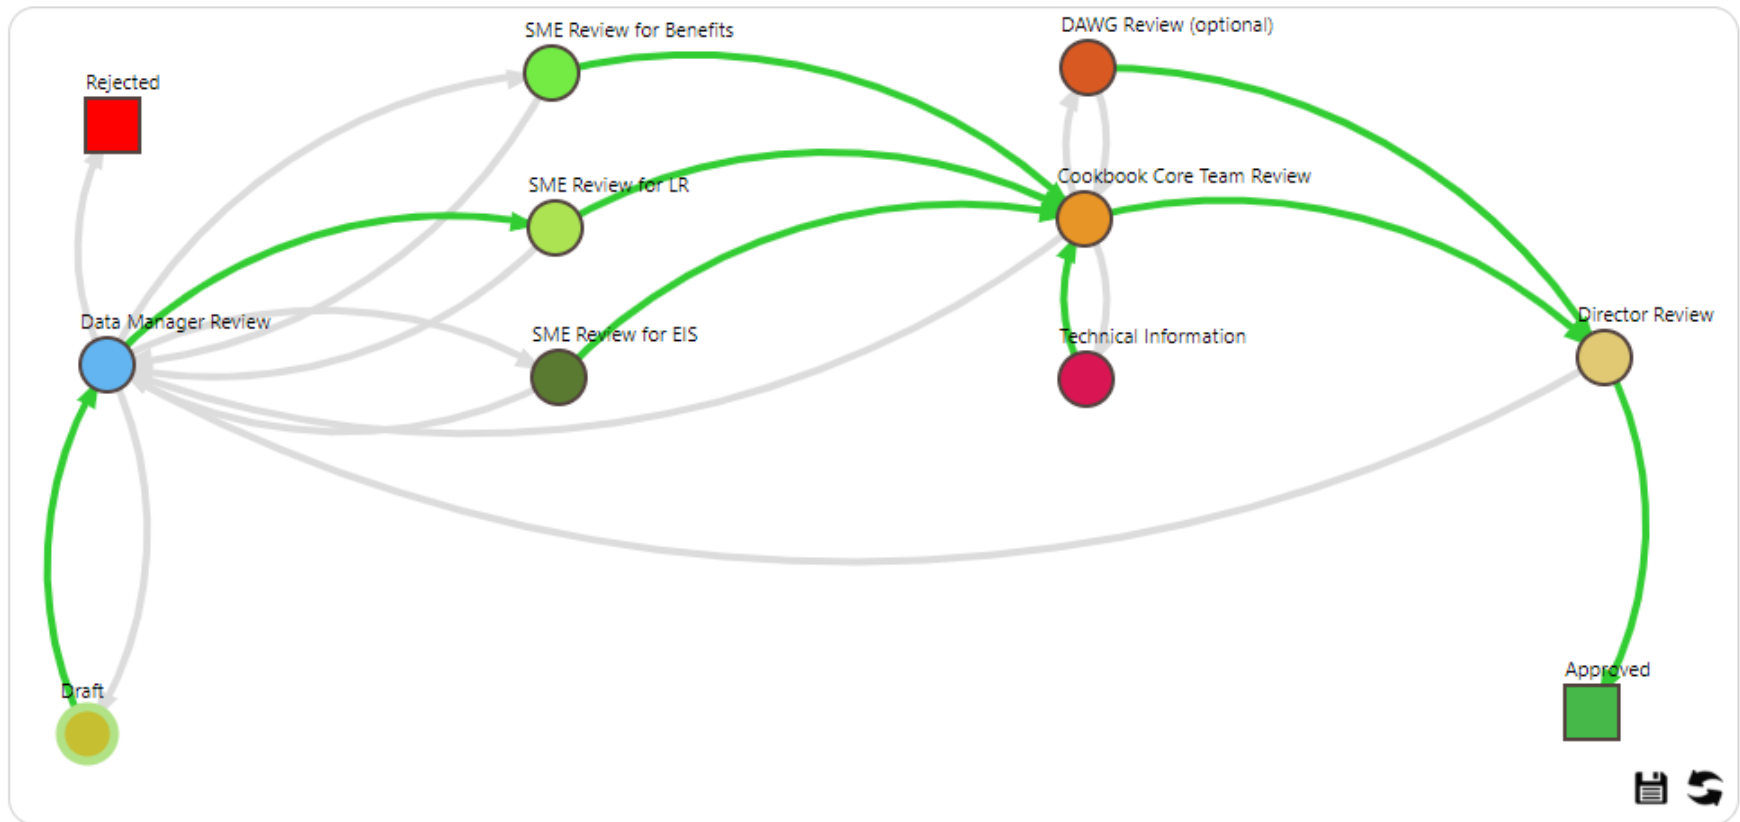 SME Review for Benefits
DAWG Review (optional)
Rejected
SME Review for LR
Cookbook Core Team Review
Data Manager Review
SME Review for EIS
Technical Information
Director Review
Draft
Approved